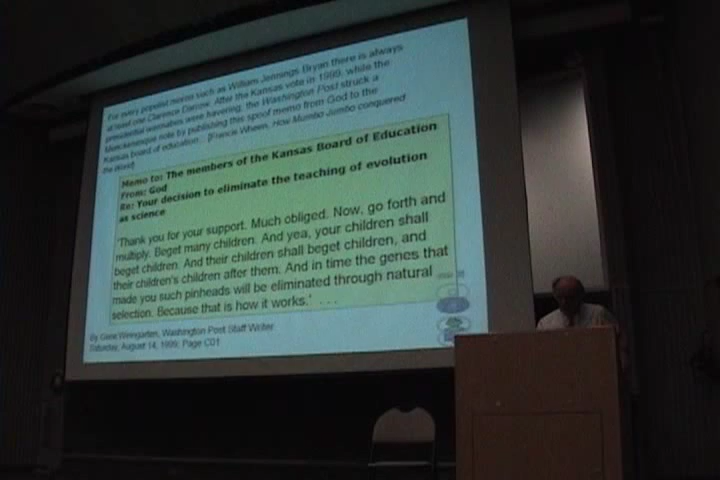 For every populist memo such as William Jennings Bryan there is always
at least one Clarence Darrow. After the Kansas vote in 1999, while the
presidential wannabes were havering, the Washington Post struck a
Menckenesque note by publishing this spoof memo from God to the
Kansas board of education... [Francis Wheen, How Mumbo-Jumbo conquered
the World]
Memo to: The members of the Kansas Board of Education
From: God
Re: Your decision to eliminate the teaching of evolution
as science
'Thank you for your support. Much obliged. Now, go forth and
multiply. Beget many children. And yea, your children shall
beget children. And their children shall beget children, and
their children's children after them. And in time the genes that
made you such pinheads will be eliminated through natural
selection. Because that is how it works.' . . .
By Gene Weingarten, Washington Post Staff Writer
Saturday, August 14, 1999; Page C01